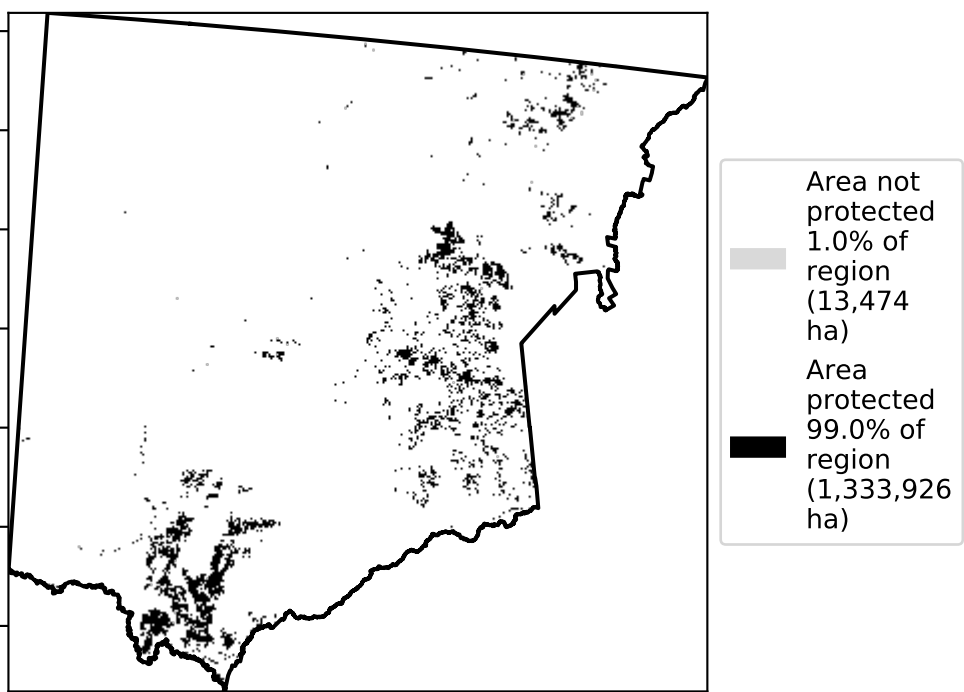 Area not
protected
1.0% of
region
(13,474
ha)
Area
protected
99.0% of
region
(1,333,926
ha)